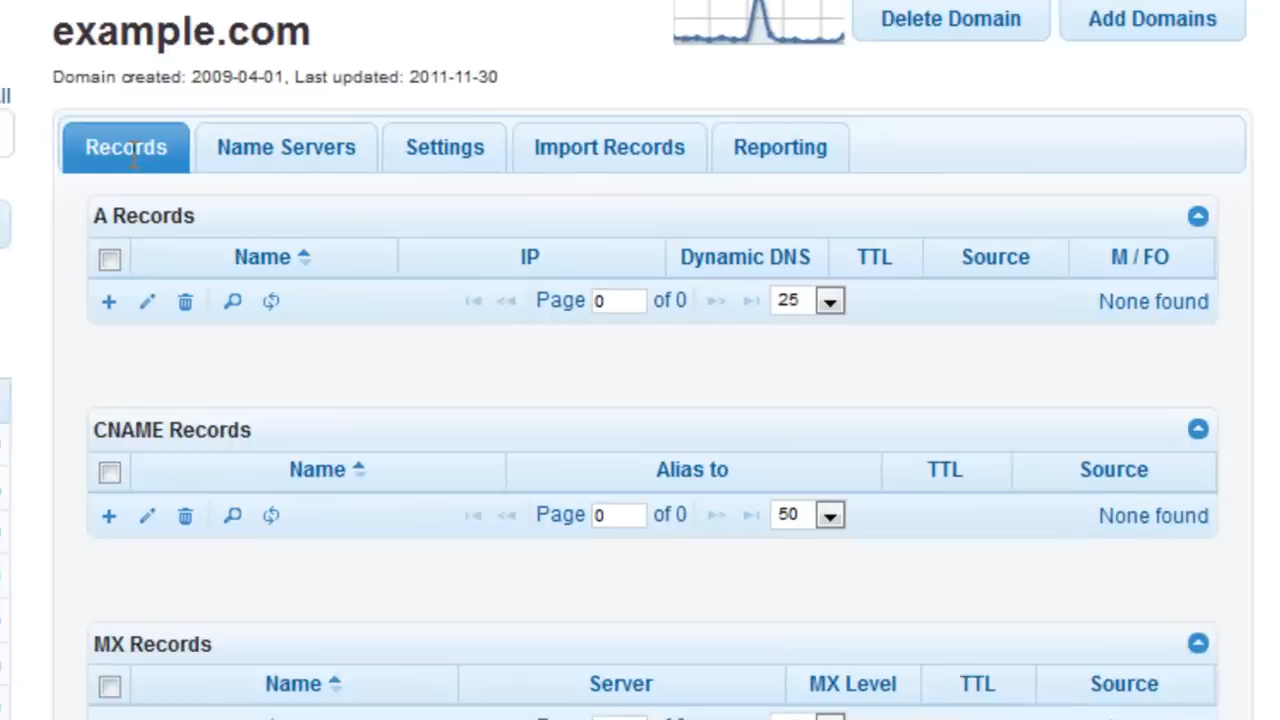 example.com
Delete Domain
Add Domains
Domain created: 2009-04-01, Last updated: 2011-11-30
ll
Records
Name Servers
Settings
Import Records
Reporting
A Records
Name
IP
Dynamic DNS
TTL
Source
M / FO
Page 0 of 0
25
None found
CNAME Records
Name
Alias to
TTL
Source
Page 0 of 0
50
None found
MX Records
Name
Server
MX Level
TTL
Source